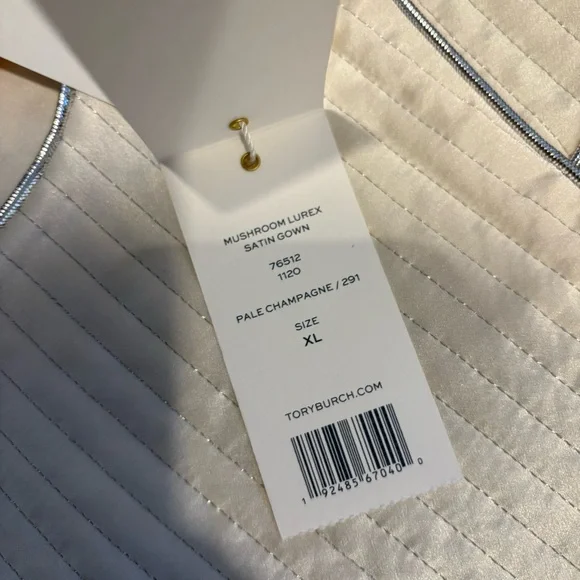 MUSHROOM LUREX
SATIN GOWN
76512
1120
PALE CHAMPAGNE / 291
SIZE
XL
TORYBURCH.COM
1 92485 67040 0